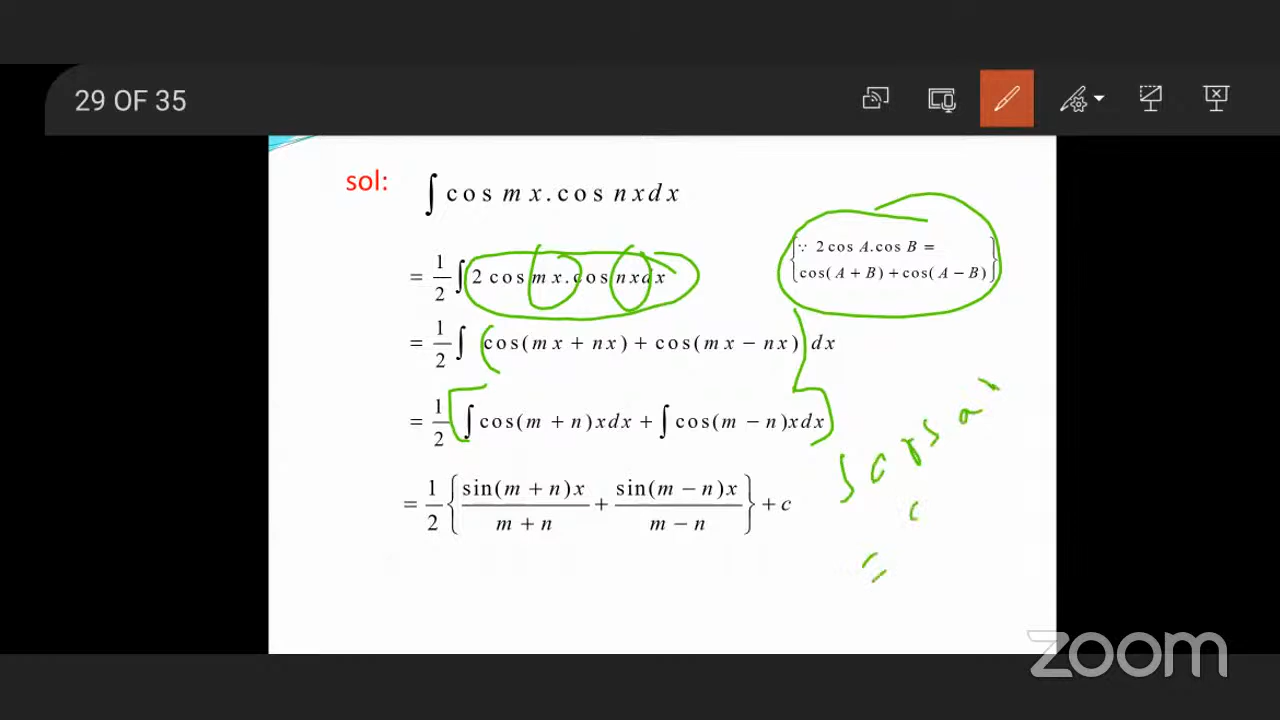 29 OF 35
sol: ∫ cos mx.cos nxdx
= 1/2 ∫ 2 cos mx.cos nxdx
{∵ 2 cos A.cos B =
cos(A + B) + cos(A − B)}
= 1/2 ∫ cos(mx + nx) + cos(mx − nx) dx
= 1/2 [∫ cos(m + n)xdx + ∫ cos(m − n)xdx]
= 1/2 {sin(m + n)x / m + n + sin(m − n)x / m − n} + c
∫ cos a
=
zoom